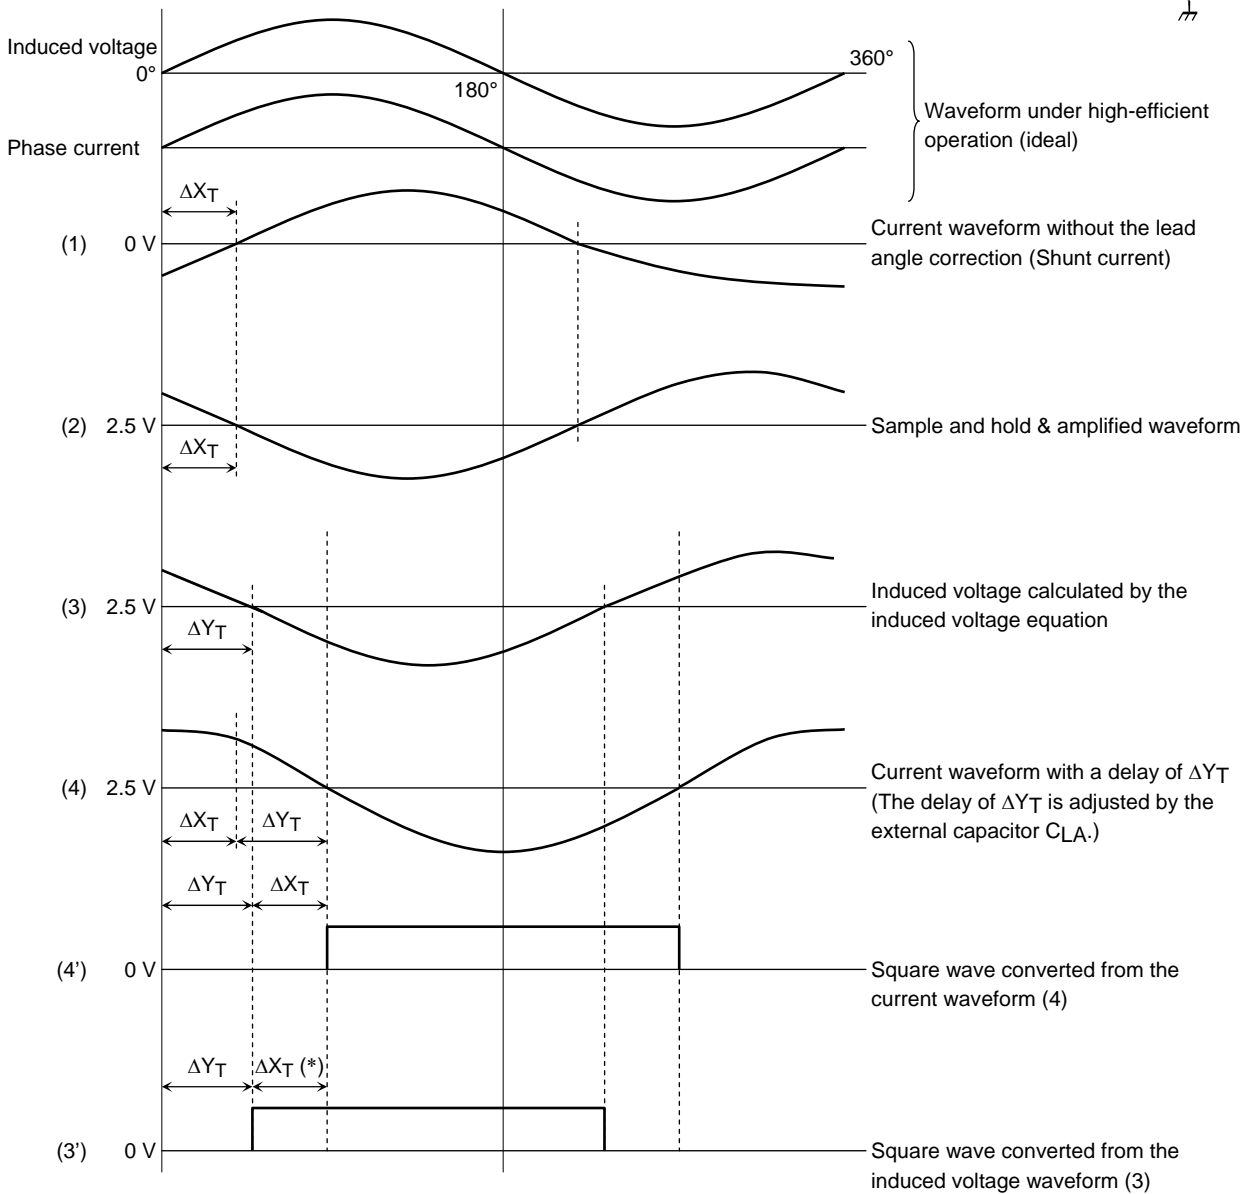 Induced voltage
0°
180°
360°
Waveform under high-efficient
operation (ideal)
Phase current
ΔXT
(1) 0 V
Current waveform without the lead
angle correction (Shunt current)
(2) 2.5 V
Sample and hold & amplified waveform
ΔXT
(3) 2.5 V
Induced voltage calculated by the
induced voltage equation
ΔYT
(4) 2.5 V
Current waveform with a delay of ΔYT
(The delay of ΔYT is adjusted by the
external capacitor CLA.)
ΔXT ΔYT
ΔYT ΔXT
(4’) 0 V
Square wave converted from the
current waveform (4)
ΔYT ΔXT (*)
(3’) 0 V
Square wave converted from the
induced voltage waveform (3)